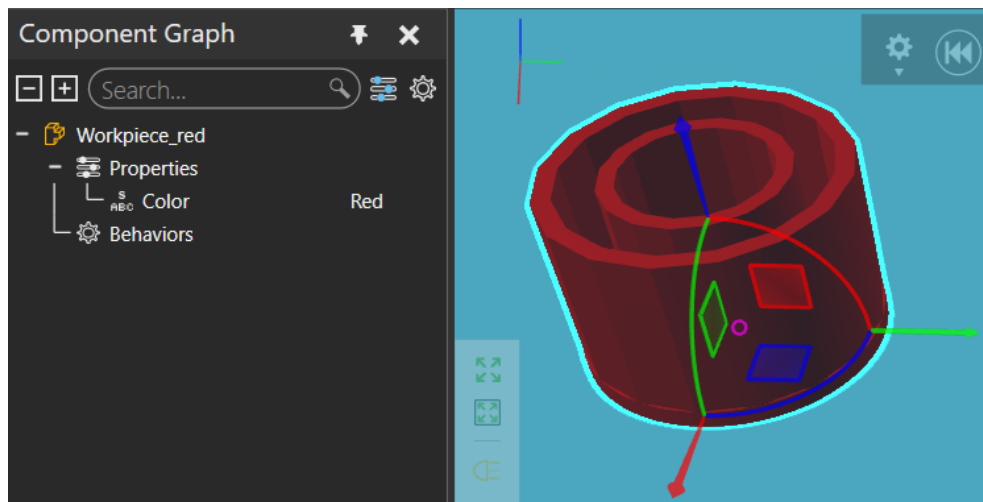 Component Graph
Search...
Workpiece_red
Properties
S
ABC
Color Red
Behaviors